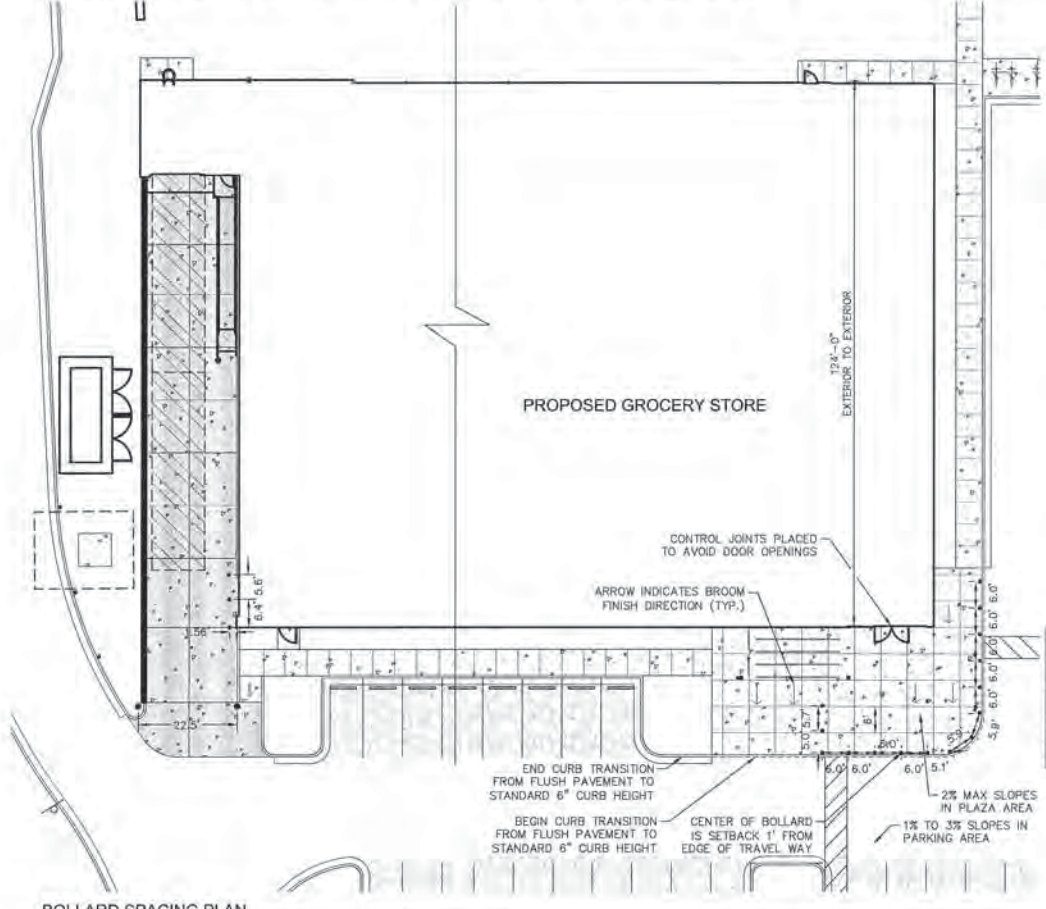 124'-0"
EXTERIOR TO EXTERIOR
PROPOSED GROCERY STORE
CONTROL JOINTS PLACED
TO AVOID DOOR OPENINGS
ARROW INDICATES BROOM
FINISH DIRECTION (TYP.)
5.6'
6.4'
22.5'
6.0'
6.0'
6.0'
6.0'
6.0'
5.9'
5.9'
5.7'
5.0'
6'
6.0'
6.0'
6.0'
6.0'
5.1'
END CURB TRANSITION
FROM FLUSH PAVEMENT TO
STANDARD 6" CURB HEIGHT
BEGIN CURB TRANSITION
FROM FLUSH PAVEMENT TO
STANDARD 6" CURB HEIGHT
CENTER OF BOLLARD
IS SETBACK 1' FROM
EDGE OF TRAVEL WAY
2% MAX SLOPES
IN PLAZA AREA
1% TO 3% SLOPES IN
PARKING AREA
BOLLARD SPACING PLAN